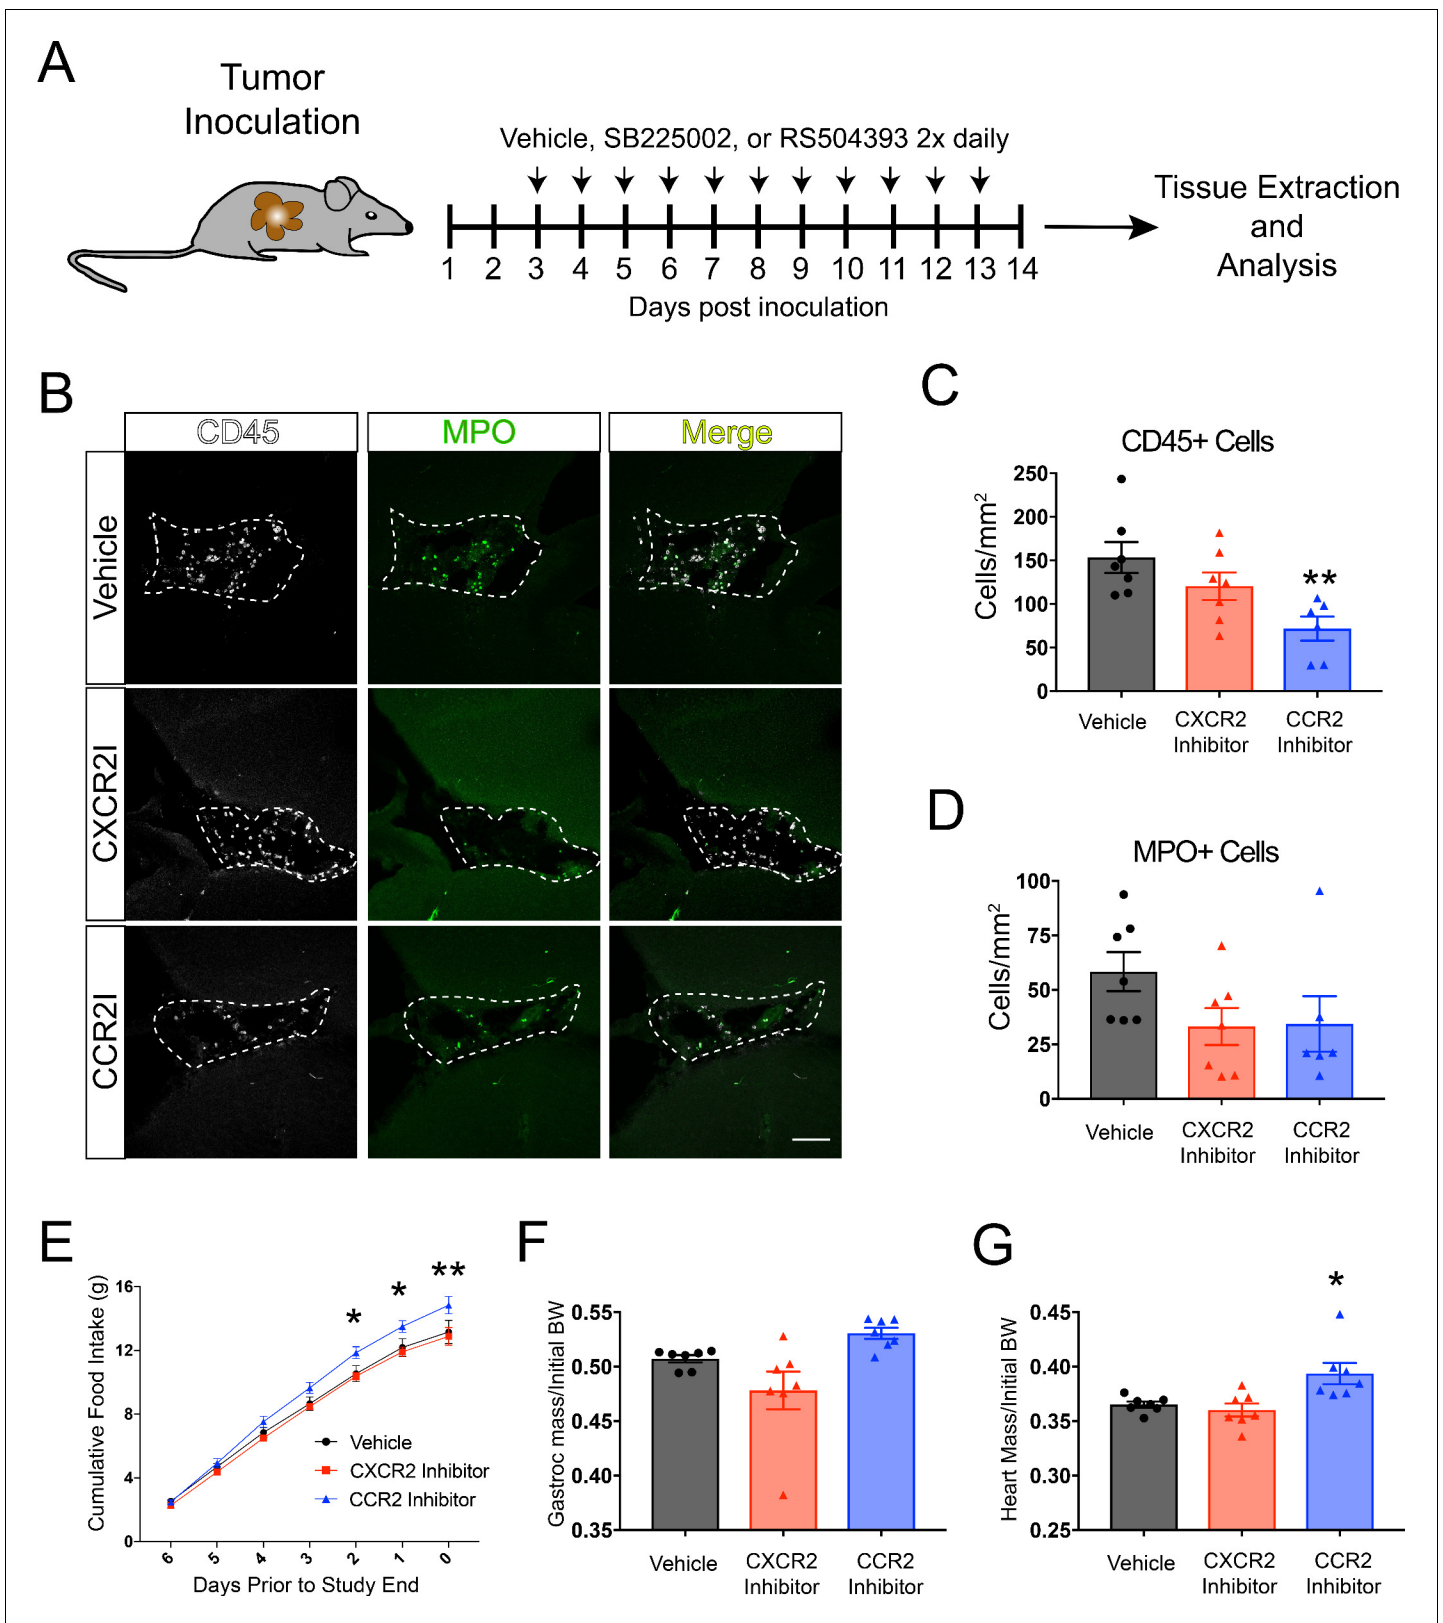 A
Tumor
Inoculation
Vehicle, SB225002, or RS504393 2x daily
1 2 3 4 5 6 7 8 9 10 11 12 13 14
Days post inoculation
Tissue Extraction
and
Analysis
B
CD45 MPO Merge
Vehicle
CXCR2I
CCR2I
C
CD45+ Cells
Cells/mm²
250
200
150
100
50
0
**
Vehicle
CXCR2
Inhibitor
CCR2
Inhibitor
D
MPO+ Cells
Cells/mm²
100
75
50
25
0
Vehicle
CXCR2
Inhibitor
CCR2
Inhibitor
E
Cumulative Food Intake (g)
16
12
8
4
0
* * **
Vehicle
CXCR2 Inhibitor
CCR2 Inhibitor
6 5 4 3 2 1 0
Days Prior to Study End
F
Gastroc mass/Initial BW
0.55
0.50
0.45
0.40
0.35
Vehicle
CXCR2
Inhibitor
CCR2
Inhibitor
G
Heart Mass/Initial BW
0.45
0.40
0.35
0.30
0.25
*
Vehicle
CXCR2
Inhibitor
CCR2
Inhibitor